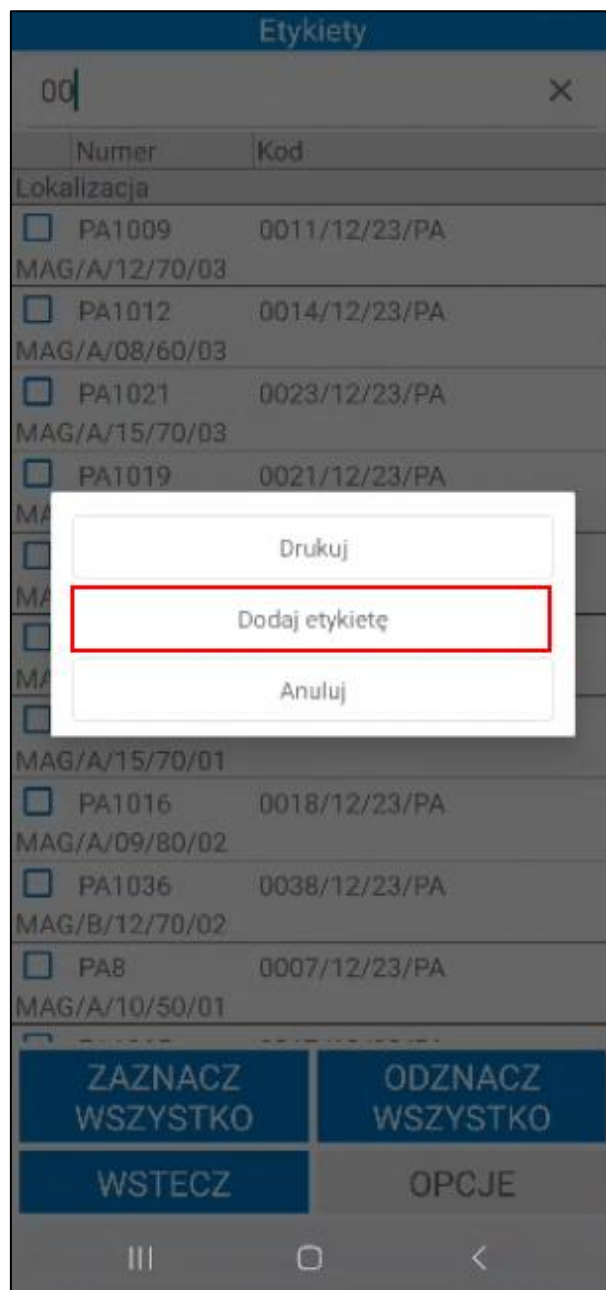 Etykiety
00
Numer Kod
Lokalizacja
PA1009 0011/12/23/PA
MAG/A/12/70/03
PA1012 0014/12/23/PA
MAG/A/08/60/03
PA1021 0023/12/23/PA
MAG/A/15/70/03
PA1019 0021/12/23/PA
Drukuj
Dodaj etykietę
Anuluj
MAG/A/15/70/01
PA1016 0018/12/23/PA
MAG/A/09/80/02
PA1036 0038/12/23/PA
MAG/B/12/70/02
PA8 0007/12/23/PA
MAG/A/10/50/01
ZAZNACZ WSZYSTKO
ODZNACZ WSZYSTKO
WSTECZ
OPCJE